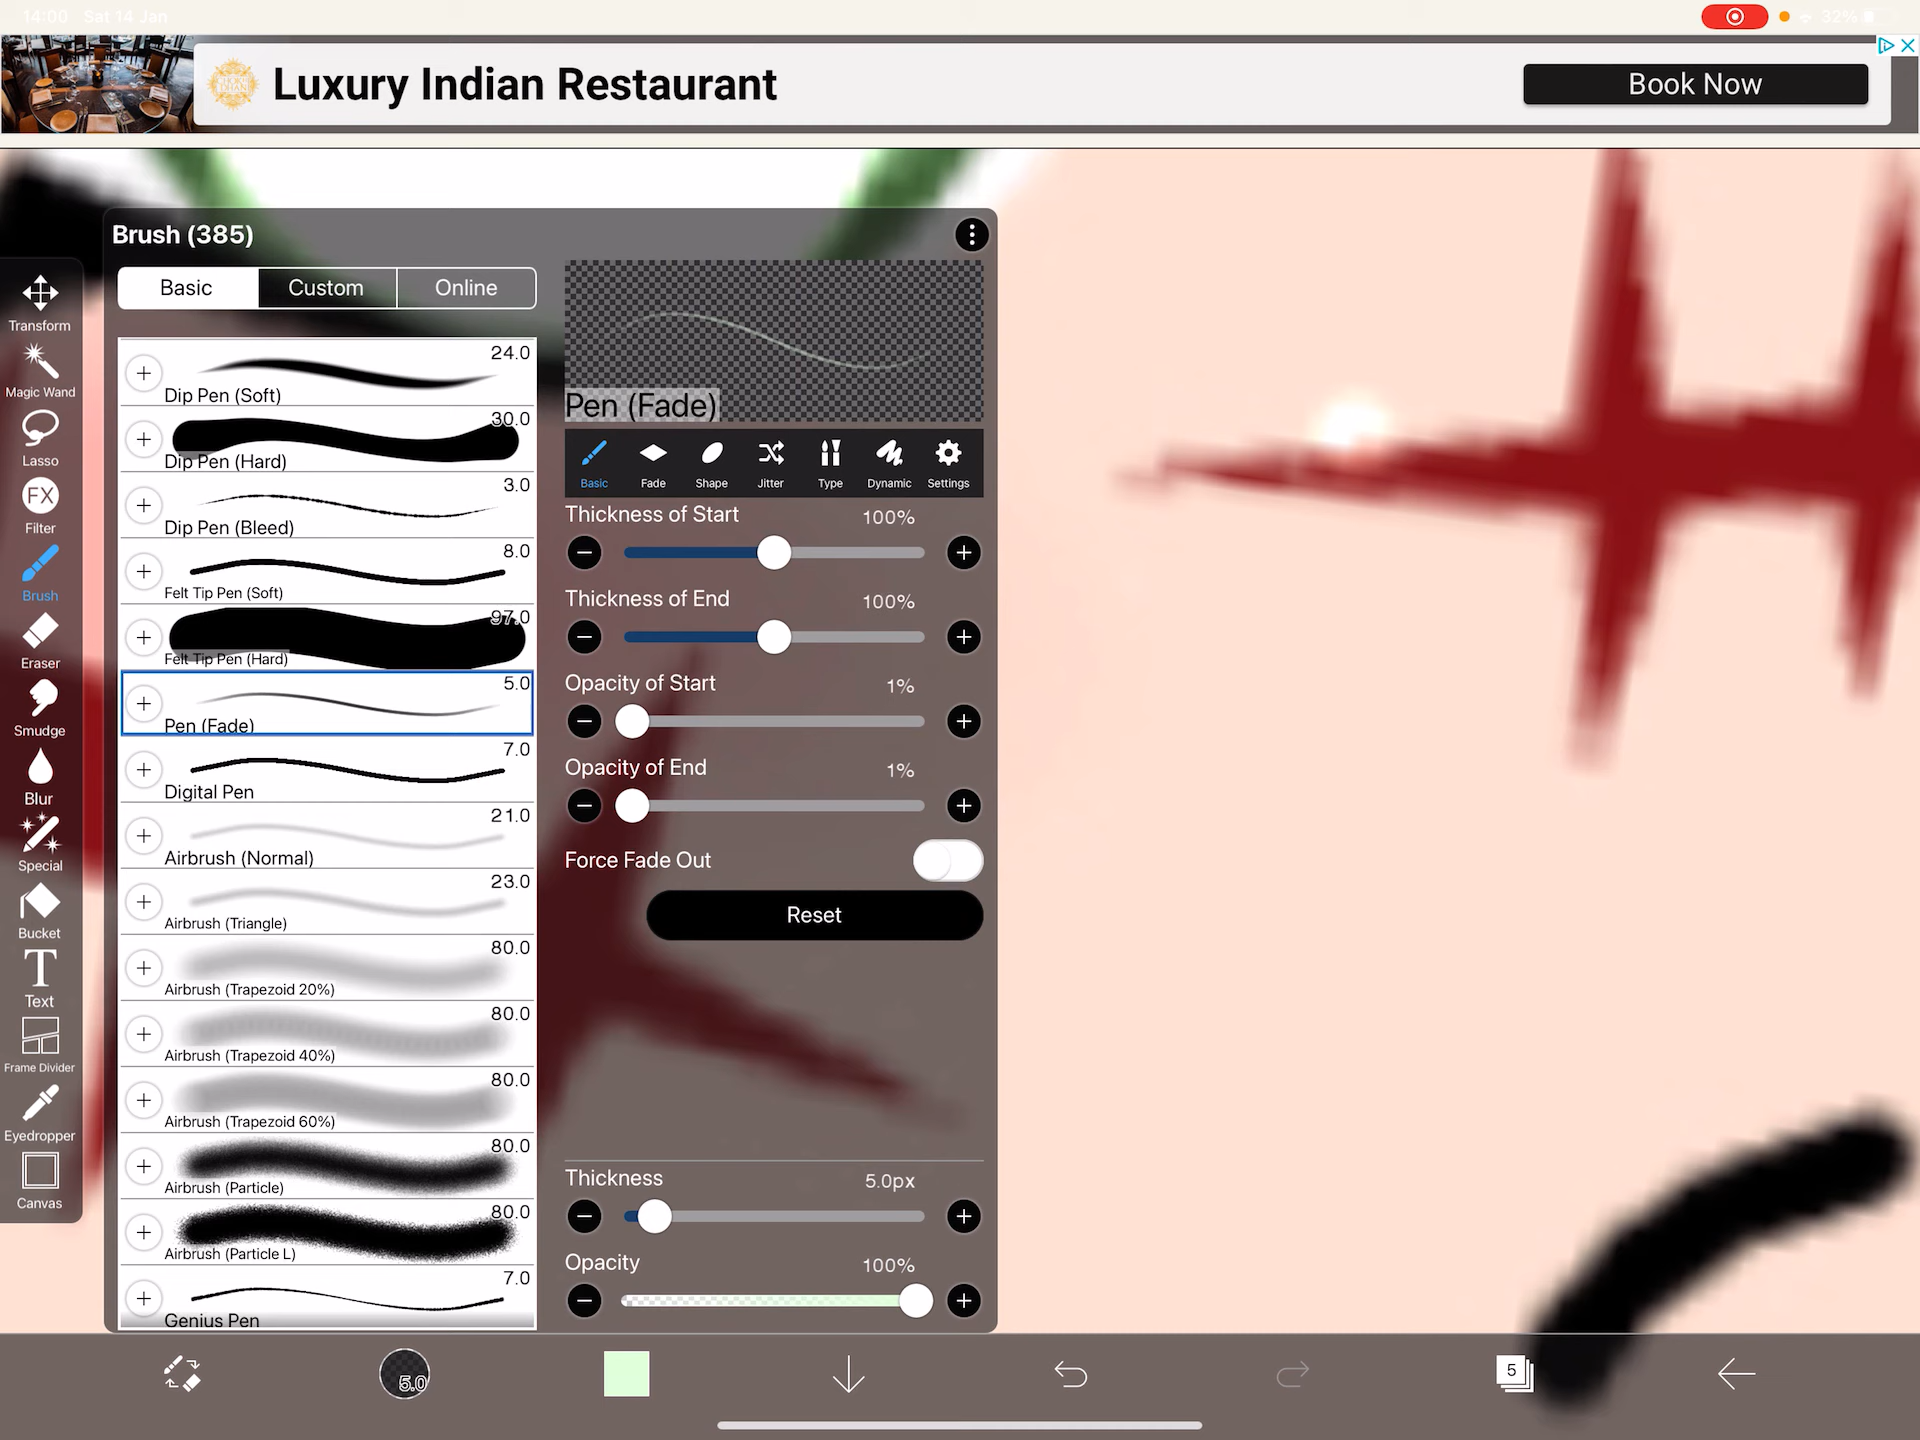 14:00 Sat 14 Jan
32%
Luxury Indian Restaurant
Book Now
Brush (385)
Basic
Custom
Online
Transform
Magic Wand
Lasso
FX
Filter
Brush
Eraser
Smudge
Blur
Special
Bucket
T
Text
Frame Divider
Eyedropper
Canvas
24.0
Dip Pen (Soft)
30.0
Dip Pen (Hard)
3.0
Dip Pen (Bleed)
8.0
Felt Tip Pen (Soft)
97.0
Felt Tip Pen (Hard)
5.0
Pen (Fade)
7.0
Digital Pen
21.0
Airbrush (Normal)
23.0
Airbrush (Triangle)
80.0
Airbrush (Trapezoid 20%)
80.0
Airbrush (Trapezoid 40%)
80.0
Airbrush (Trapezoid 60%)
80.0
Airbrush (Particle)
80.0
Airbrush (Particle L)
7.0
Genius Pen
Pen (Fade)
Basic
Fade
Shape
Jitter
Type
Dynamic
Settings
Thickness of Start 100%
Thickness of End 100%
Opacity of Start 1%
Opacity of End 1%
Force Fade Out
Reset
Thickness 5.0px
Opacity 100%
5.0
5